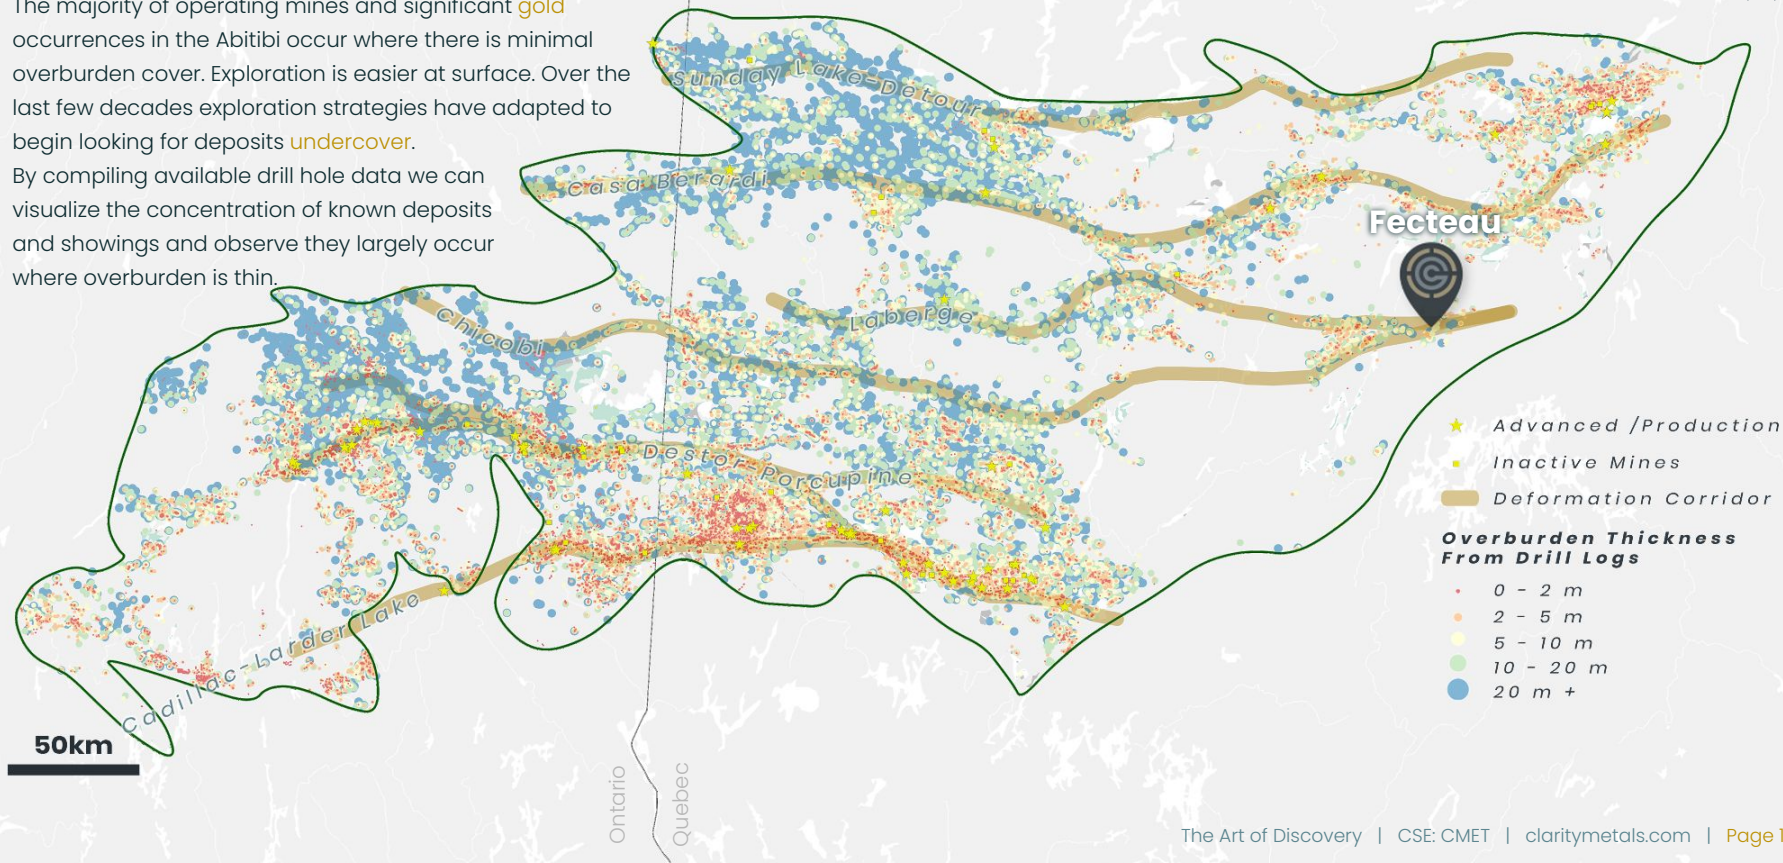 The majority of operating mines and significant gold
occurrences in the Abitibi occur where there is minimal
overburden cover. Exploration is easier at surface. Over the
last few decades exploration strategies have adapted to
begin looking for deposits undercover.
By compiling available drill hole data we can
visualize the concentration of known deposits
and showings and observe they largely occur
where overburden is thin.
Sunday Lake-Detour
Casa Berardi
Fecteau
Chicobi
Laberge
Destor-Porcupine
Cadillac-Larder Lake
Advanced /Production
Inactive Mines
Deformation Corridor
Overburden Thickness
From Drill Logs
0 - 2 m
2 - 5 m
5 - 10 m
10 - 20 m
20 m +
50km
Ontario
Quebec
The Art of Discovery | CSE: CMET | claritymetals.com | Page 1